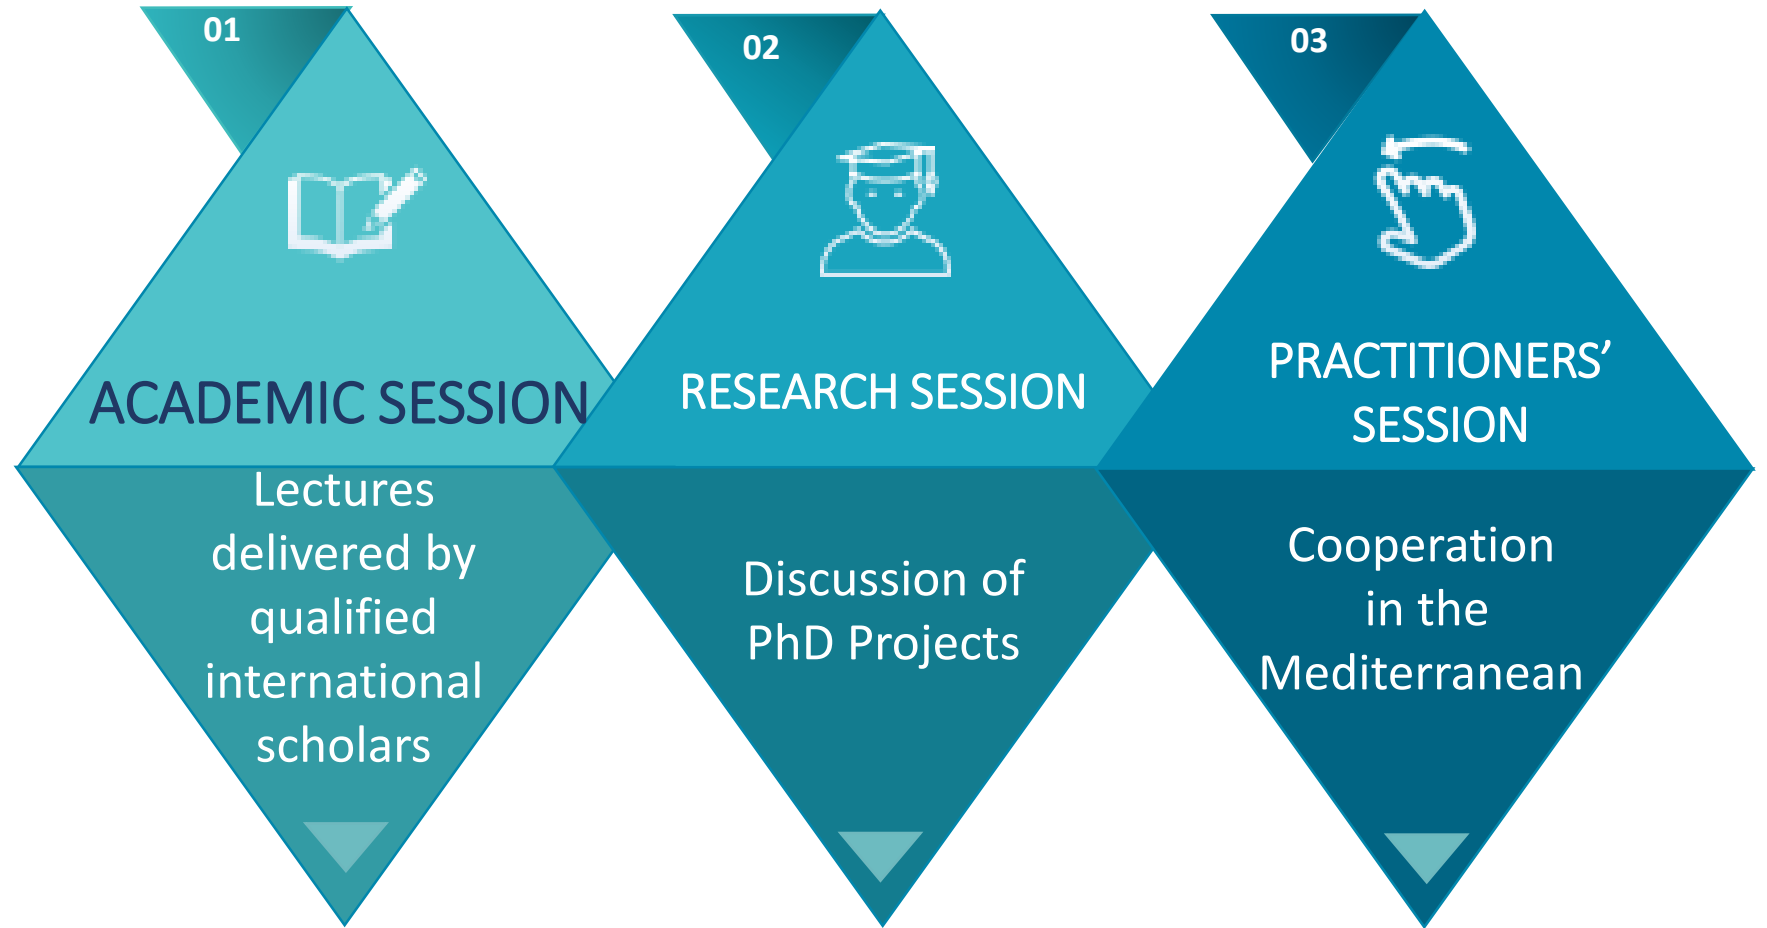 01
ACADEMIC SESSION
Lectures
delivered by
qualified
international
scholars
02
RESEARCH SESSION
Discussion of
PhD Projects
03
PRACTITIONERS’
SESSION
Cooperation
in the
Mediterranean